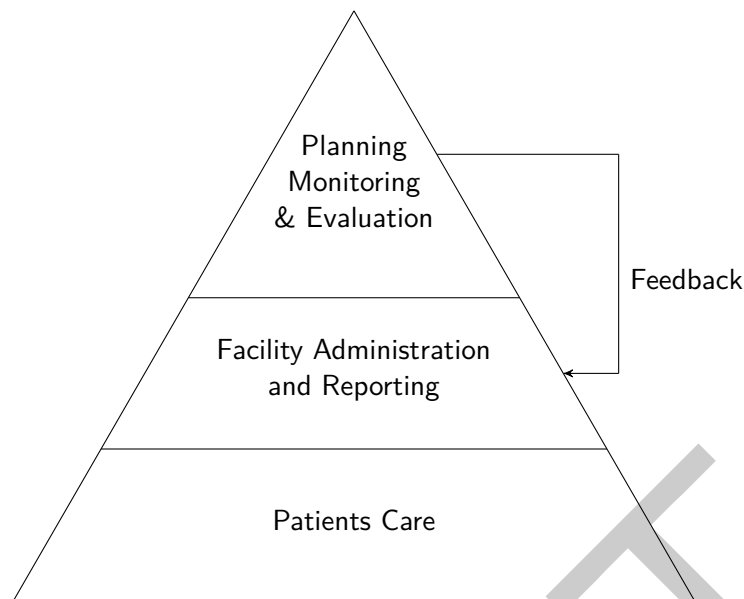 Planning
Monitoring
& Evaluation
Feedback
Facility Administration
and Reporting
Patients Care